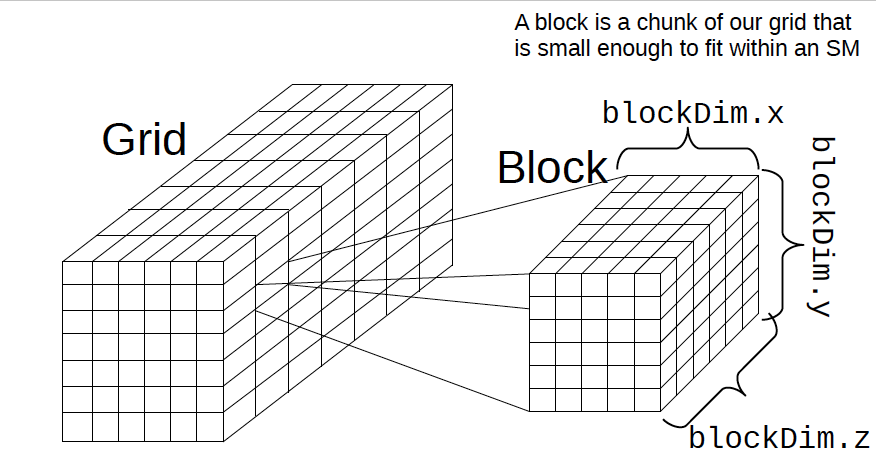 A block is a chunk of our grid that
is small enough to fit within an SM
Grid
Block
blockDim.x
blockDim.y
blockDim.z